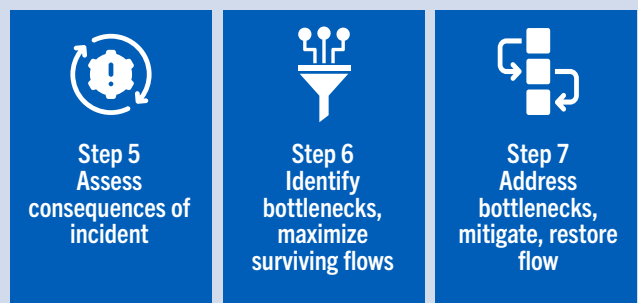 Step 5
Assess
consequences of
incident
Step 6
Identify
bottlenecks,
maximize
surviving flows
Step 7
Address
bottlenecks,
mitigate, restore
flow